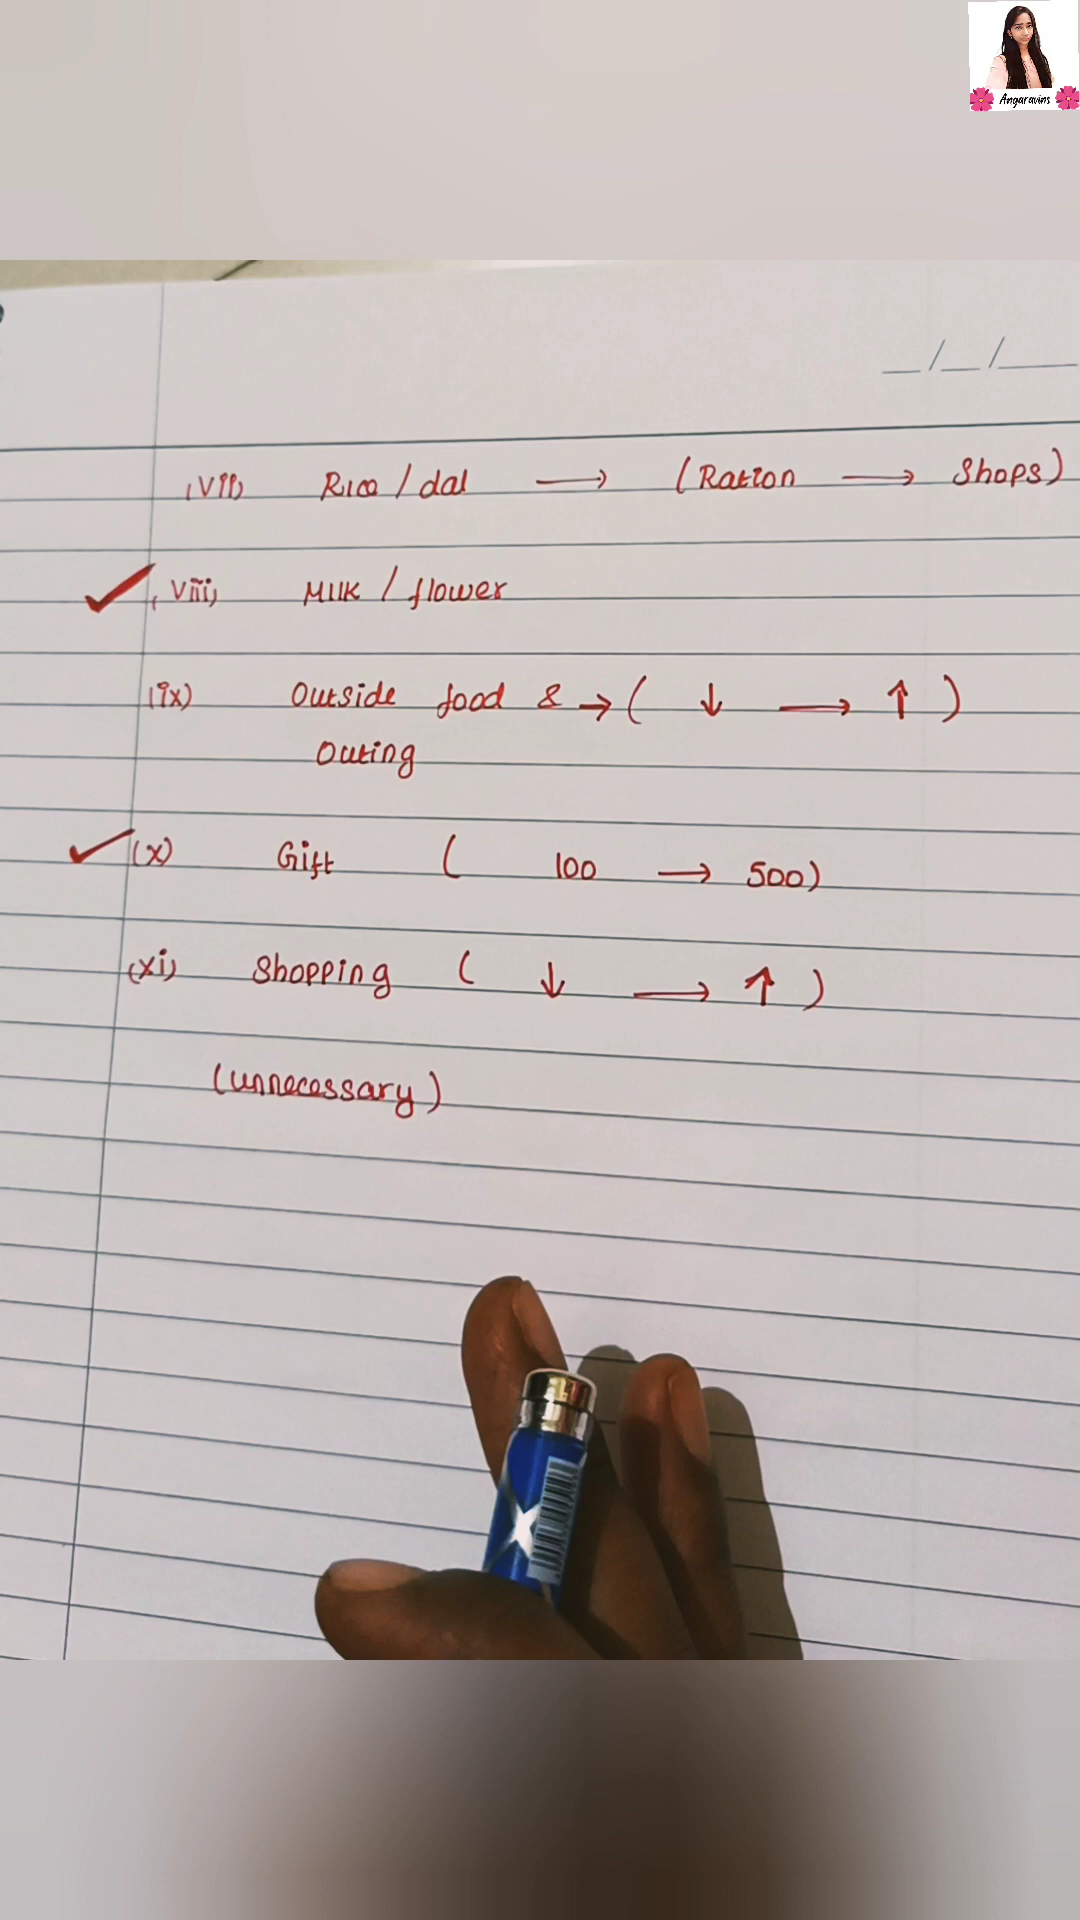 Angaravins
__/__/____
(vii) Rice/dal → (Ration → Shops)
✓ (viii) Milk / flower
(ix) Outside food & → ( ↓ → ↑ )
Outing
✓ (x) Gift ( 100 → 500)
(xi) Shopping ( ↓ → ↑ )
(unnecessary)